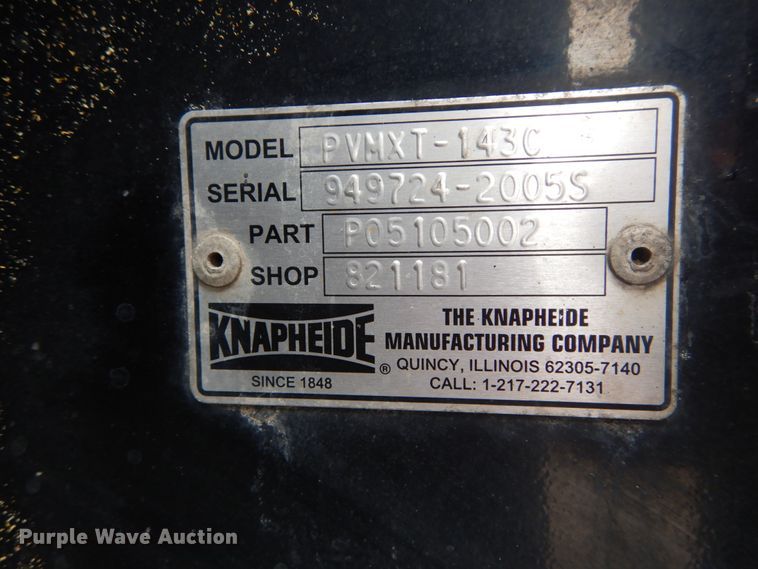 MODEL PVMXT-143C
SERIAL 949724-2005S
PART P05105002
SHOP 821181
KNAPHEIDE ®
SINCE 1848
THE KNAPHEIDE
MANUFACTURING COMPANY
QUINCY, ILLINOIS 62305-7140
CALL: 1-217-222-7131
Purple Wave Auction